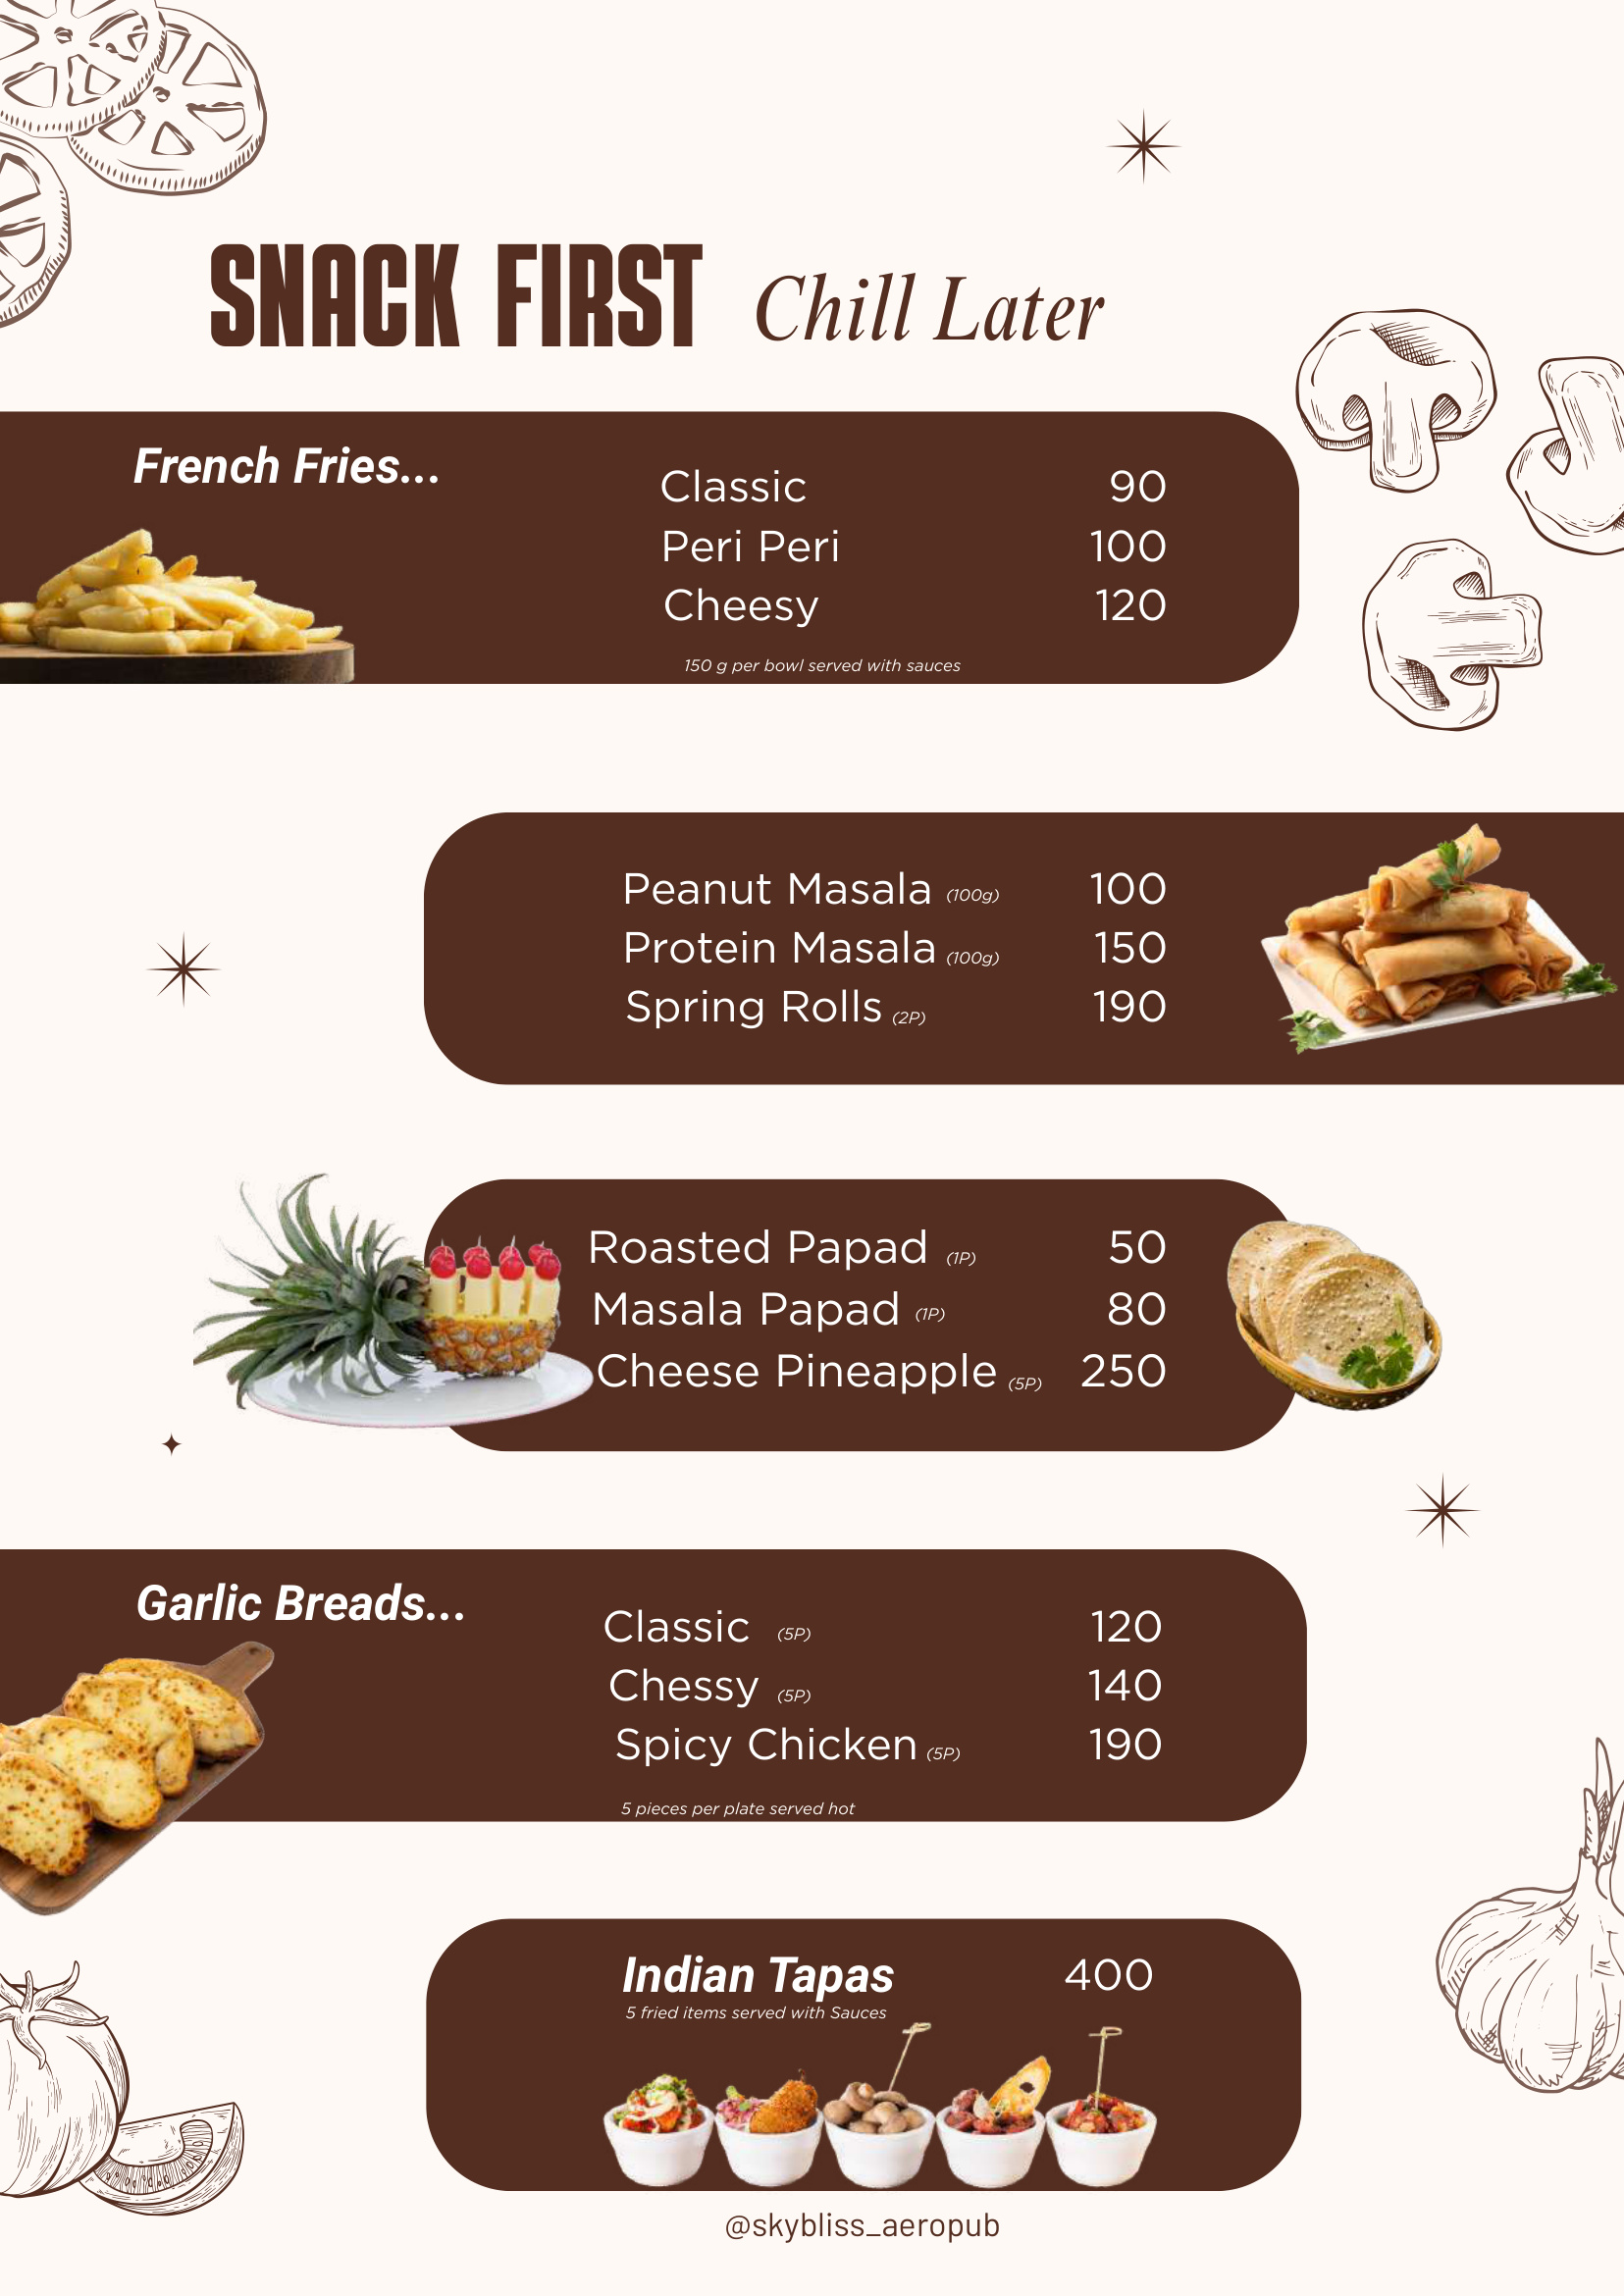 SNACK FIRST Chill Later
French Fries...
Classic 90
Peri Peri 100
Cheesy 120
150 g per bowl served with sauces
Peanut Masala (100g) 100
Protein Masala (100g) 150
Spring Rolls (2P) 190
Roasted Papad (1P) 50
Masala Papad (1P) 80
Cheese Pineapple (5P) 250
Garlic Breads...
Classic (5P) 120
Chessy (5P) 140
Spicy Chicken (5P) 190
5 pieces per plate served hot
Indian Tapas 400
5 fried items served with Sauces
@skybliss_aeropub